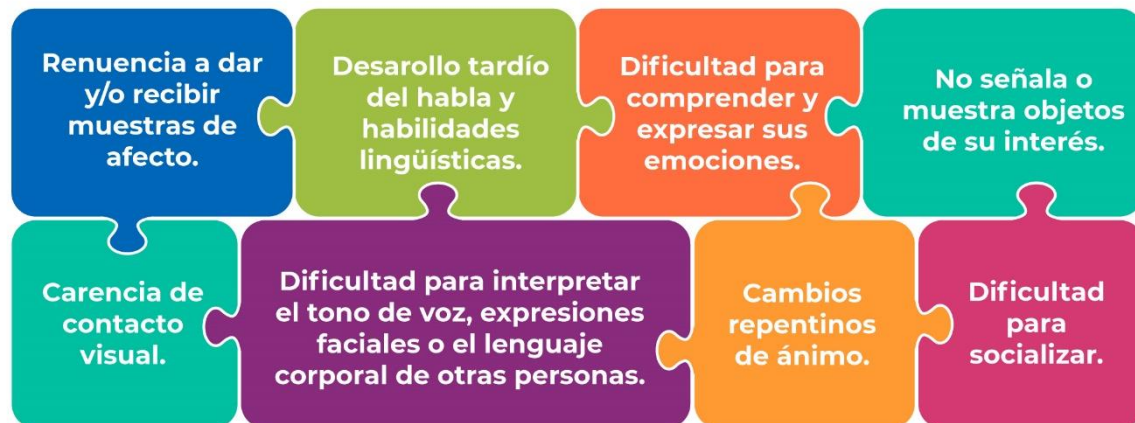 Renuencia a dar
y/o recibir
muestras de
afecto.
Desarollo tardío
del habla y
habilidades
lingüísticas.
Dificultad para
comprender y
expresar sus
emociones.
No señala o
muestra objetos
de su interés.
Carencia de
contacto
visual.
Dificultad para interpretar
el tono de voz, expresiones
faciales o el lenguaje
corporal de otras personas.
Cambios
repentinos
de ánimo.
Dificultad
para
socializar.